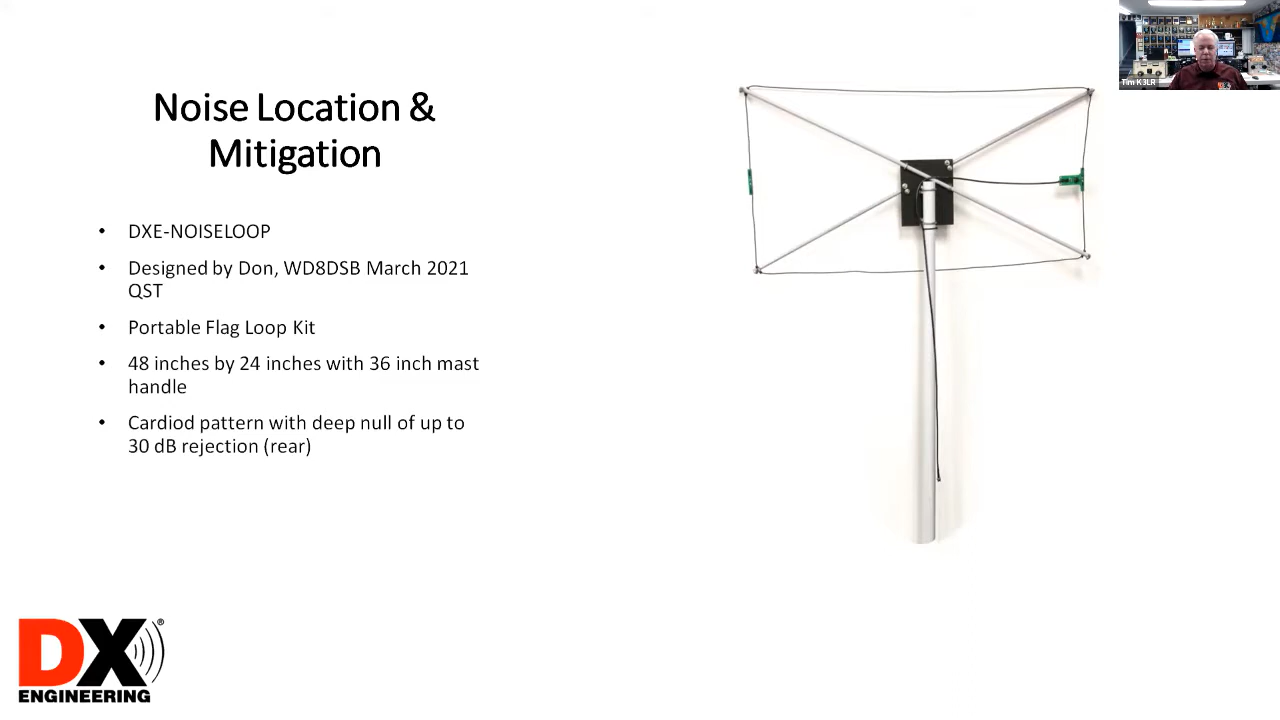 Noise Location &
Mitigation
• DXE-NOISELOOP
• Designed by Don, WD8DSB March 2021
QST
• Portable Flag Loop Kit
• 48 inches by 24 inches with 36 inch mast
handle
• Cardiod pattern with deep null of up to
30 dB rejection (rear)
Tim K3LR
DX®
ENGINEERING